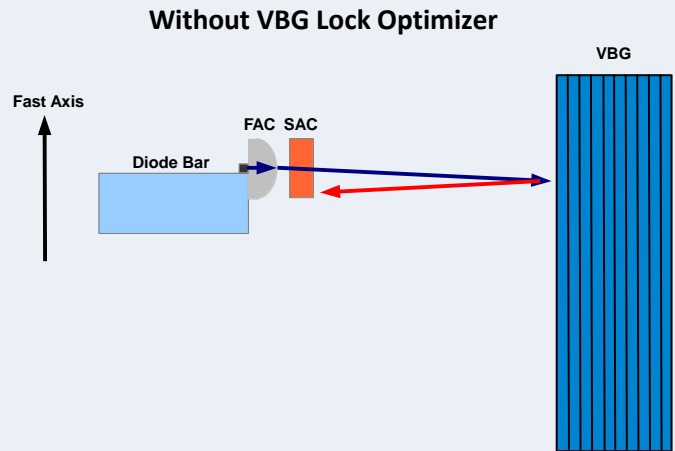 Without VBG Lock Optimizer
VBG
Fast Axis
FAC SAC
Diode Bar